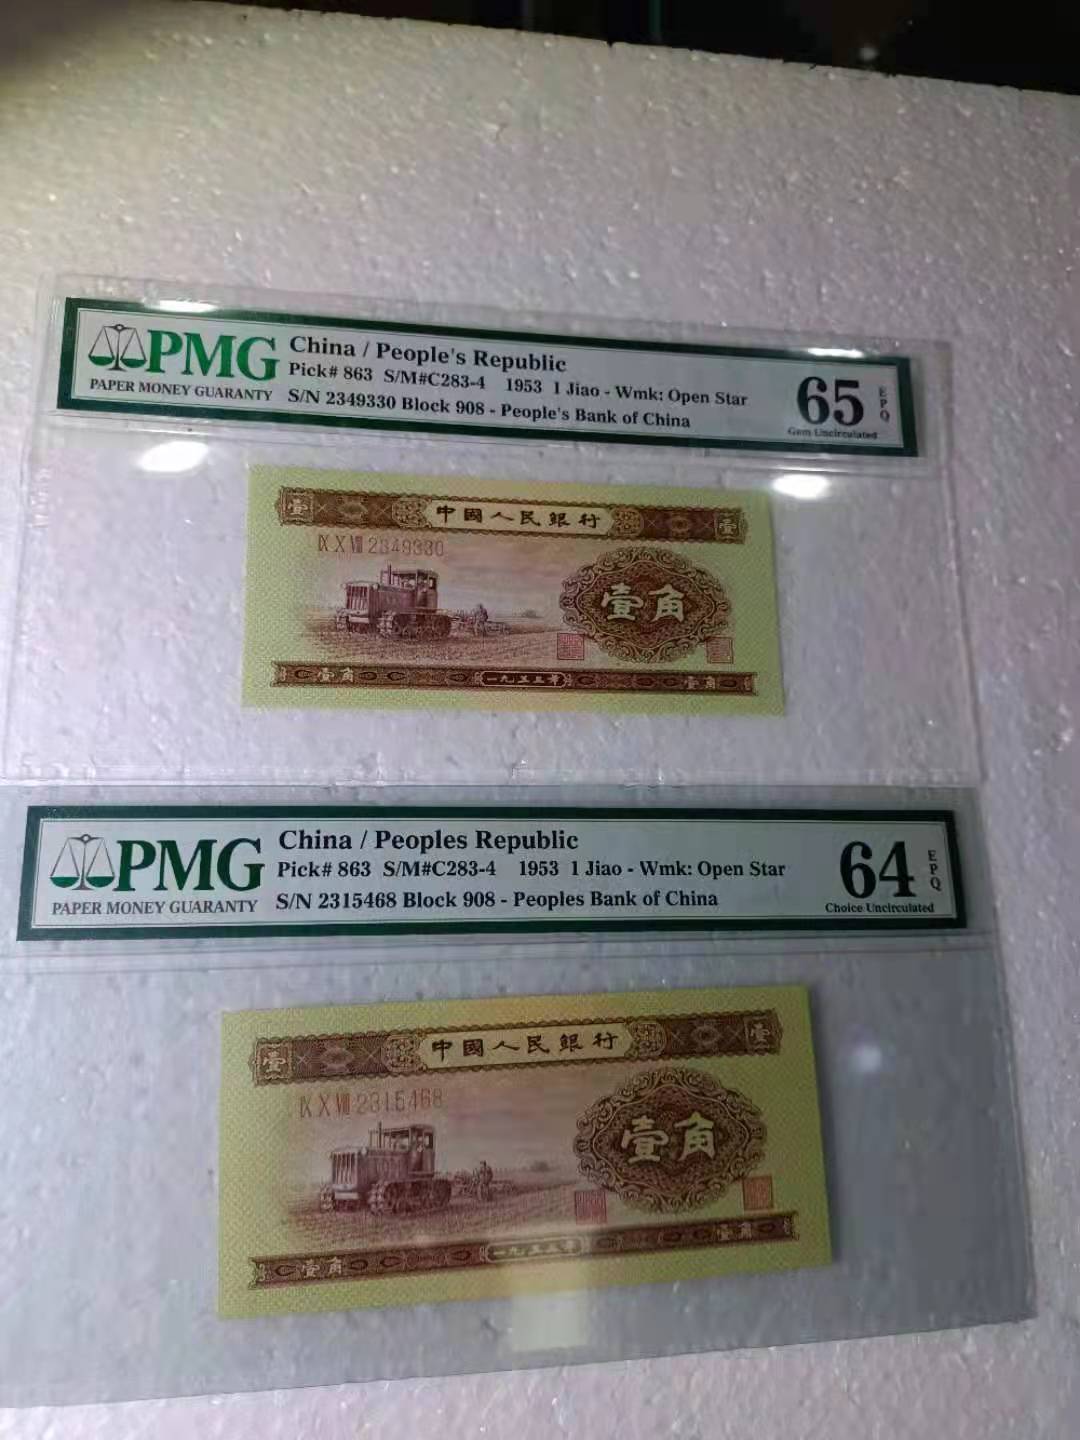 PMG
PAPER MONEY GUARANTY
China / People's Republic
Pick# 863 S/M#C283-4 1953 1 Jiao - Wmk: Open Star
S/N 2349330 Block 908 - People's Bank of China
65
EPQ
Gem Uncirculated
壹
中國人民銀行
壹
IX X VIII 2349330
壹角
壹角
一九五三年
壹角
PMG
PAPER MONEY GUARANTY
China / Peoples Republic
Pick# 863 S/M#C283-4 1953 1 Jiao - Wmk: Open Star
S/N 2315468 Block 908 - Peoples Bank of China
64
EPQ
Choice Uncirculated
壹
中國人民銀行
壹
IX X VIII 2315468
壹角
壹角
一九五三年
壹角